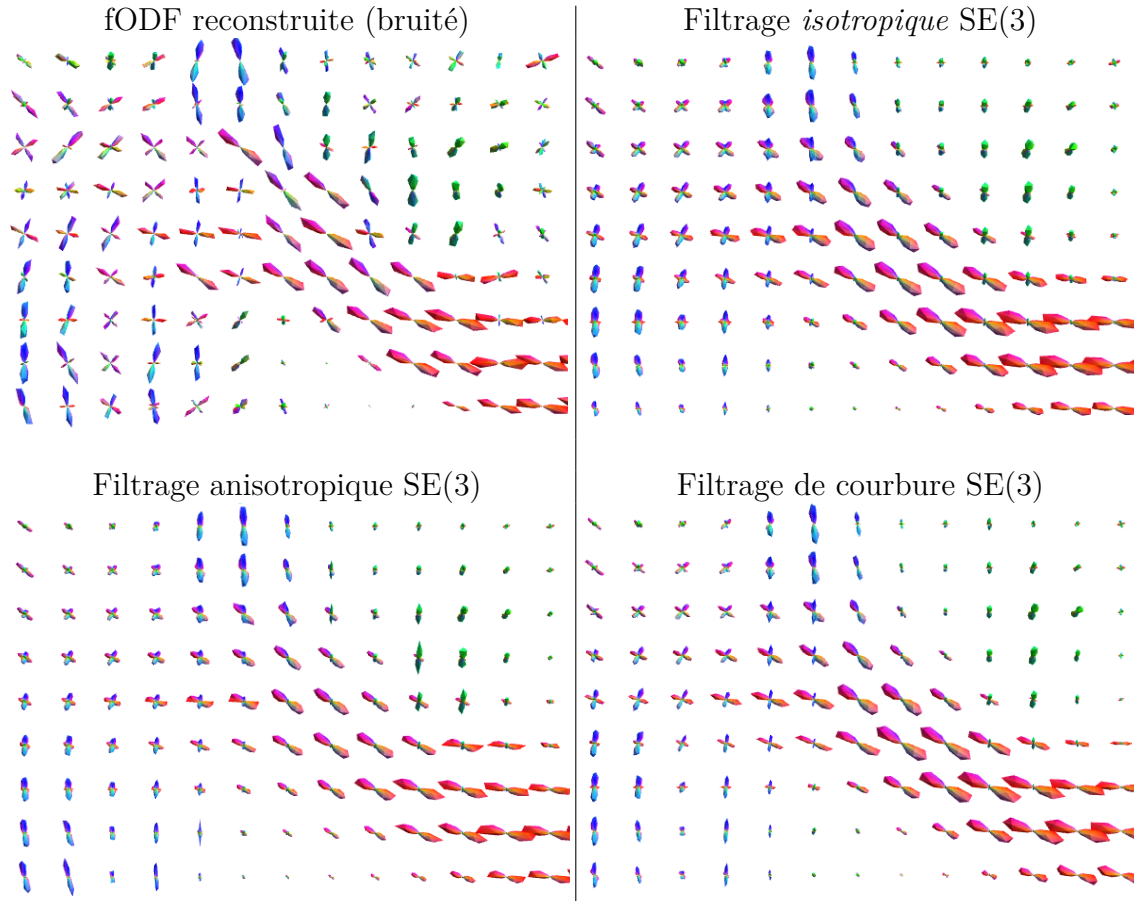 fODF reconstruite (bruité)
Filtrage isotropique SE(3)
Filtrage anisotropique SE(3)
Filtrage de courbure SE(3)